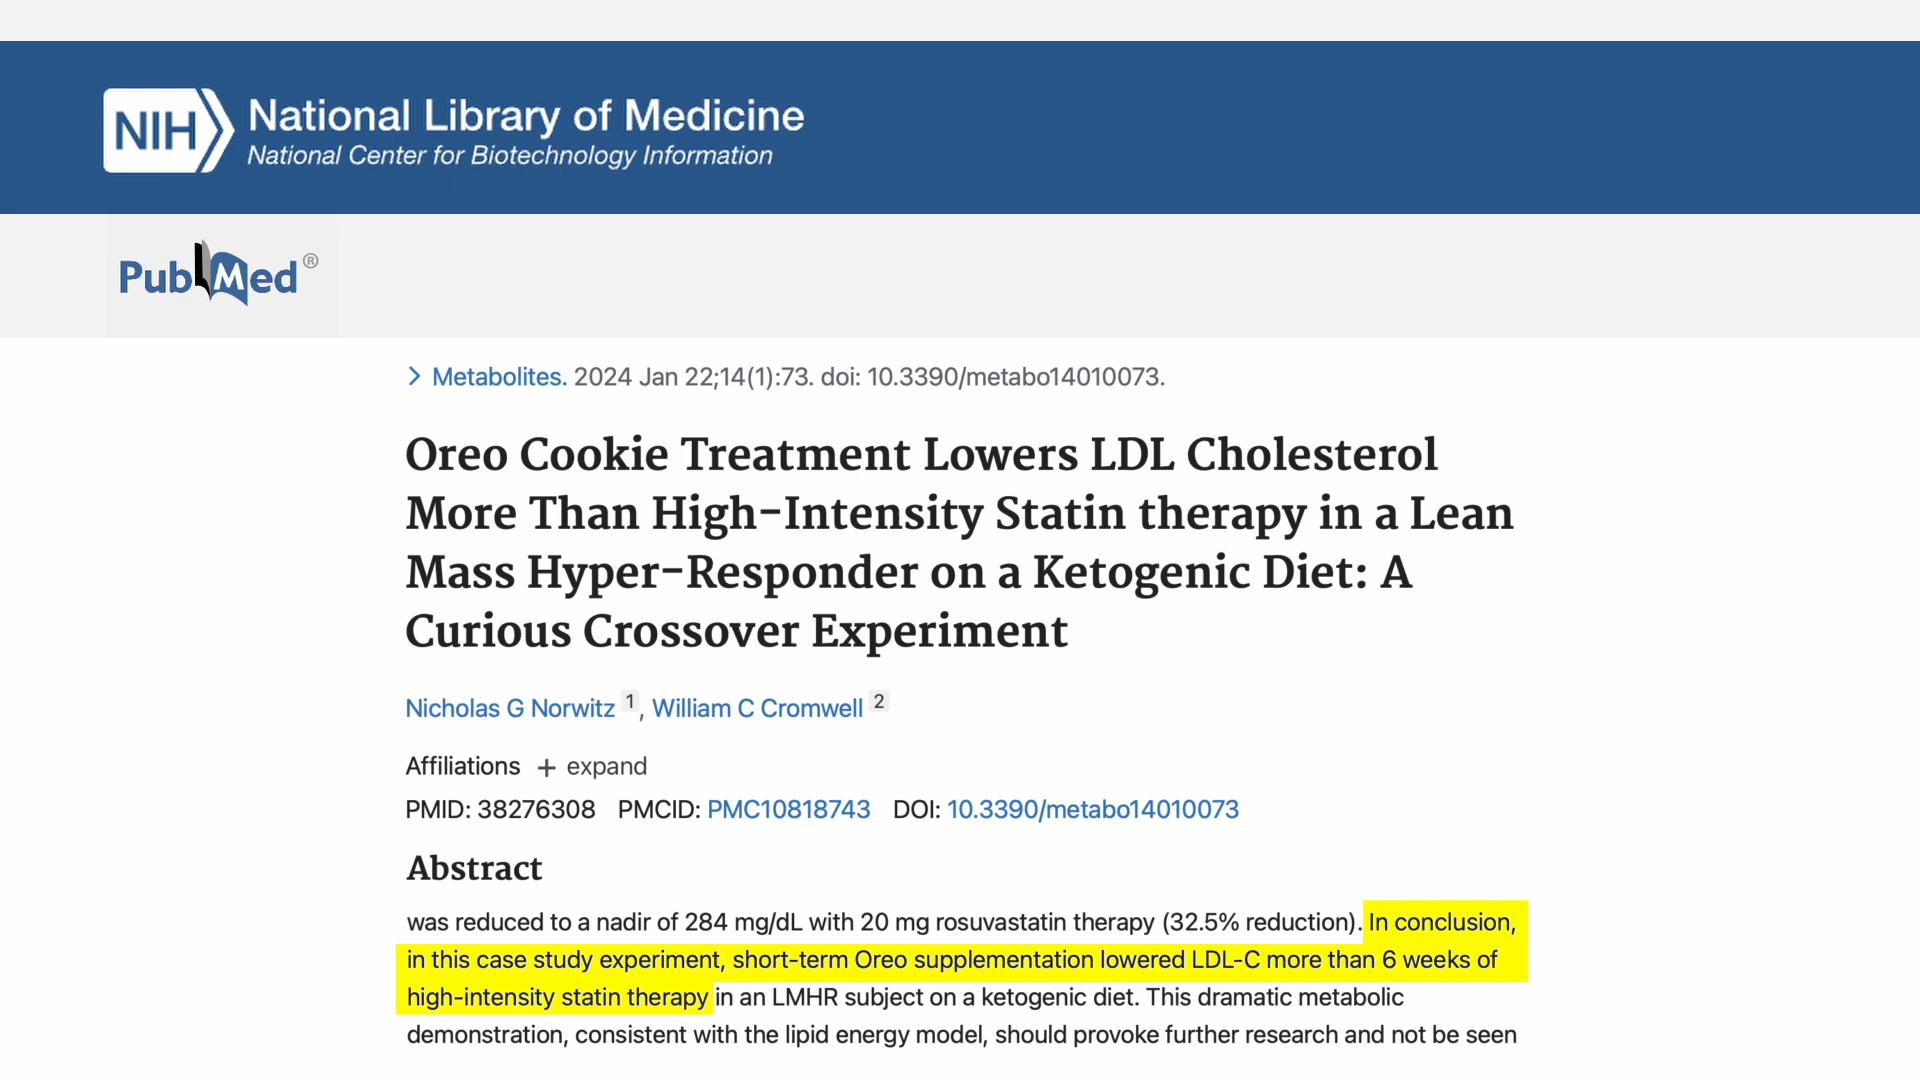 NIH National Library of Medicine
National Center for Biotechnology Information
PubMed®
Metabolites. 2024 Jan 22;14(1):73. doi: 10.3390/metabo14010073.
Oreo Cookie Treatment Lowers LDL Cholesterol
More Than High-Intensity Statin therapy in a Lean
Mass Hyper-Responder on a Ketogenic Diet: A
Curious Crossover Experiment
Nicholas G Norwitz 1, William C Cromwell 2
Affiliations + expand
PMID: 38276308 PMCID: PMC10818743 DOI: 10.3390/metabo14010073
Abstract
was reduced to a nadir of 284 mg/dL with 20 mg rosuvastatin therapy (32.5% reduction). In conclusion,
in this case study experiment, short-term Oreo supplementation lowered LDL-C more than 6 weeks of
high-intensity statin therapy in an LMHR subject on a ketogenic diet. This dramatic metabolic
demonstration, consistent with the lipid energy model, should provoke further research and not be seen